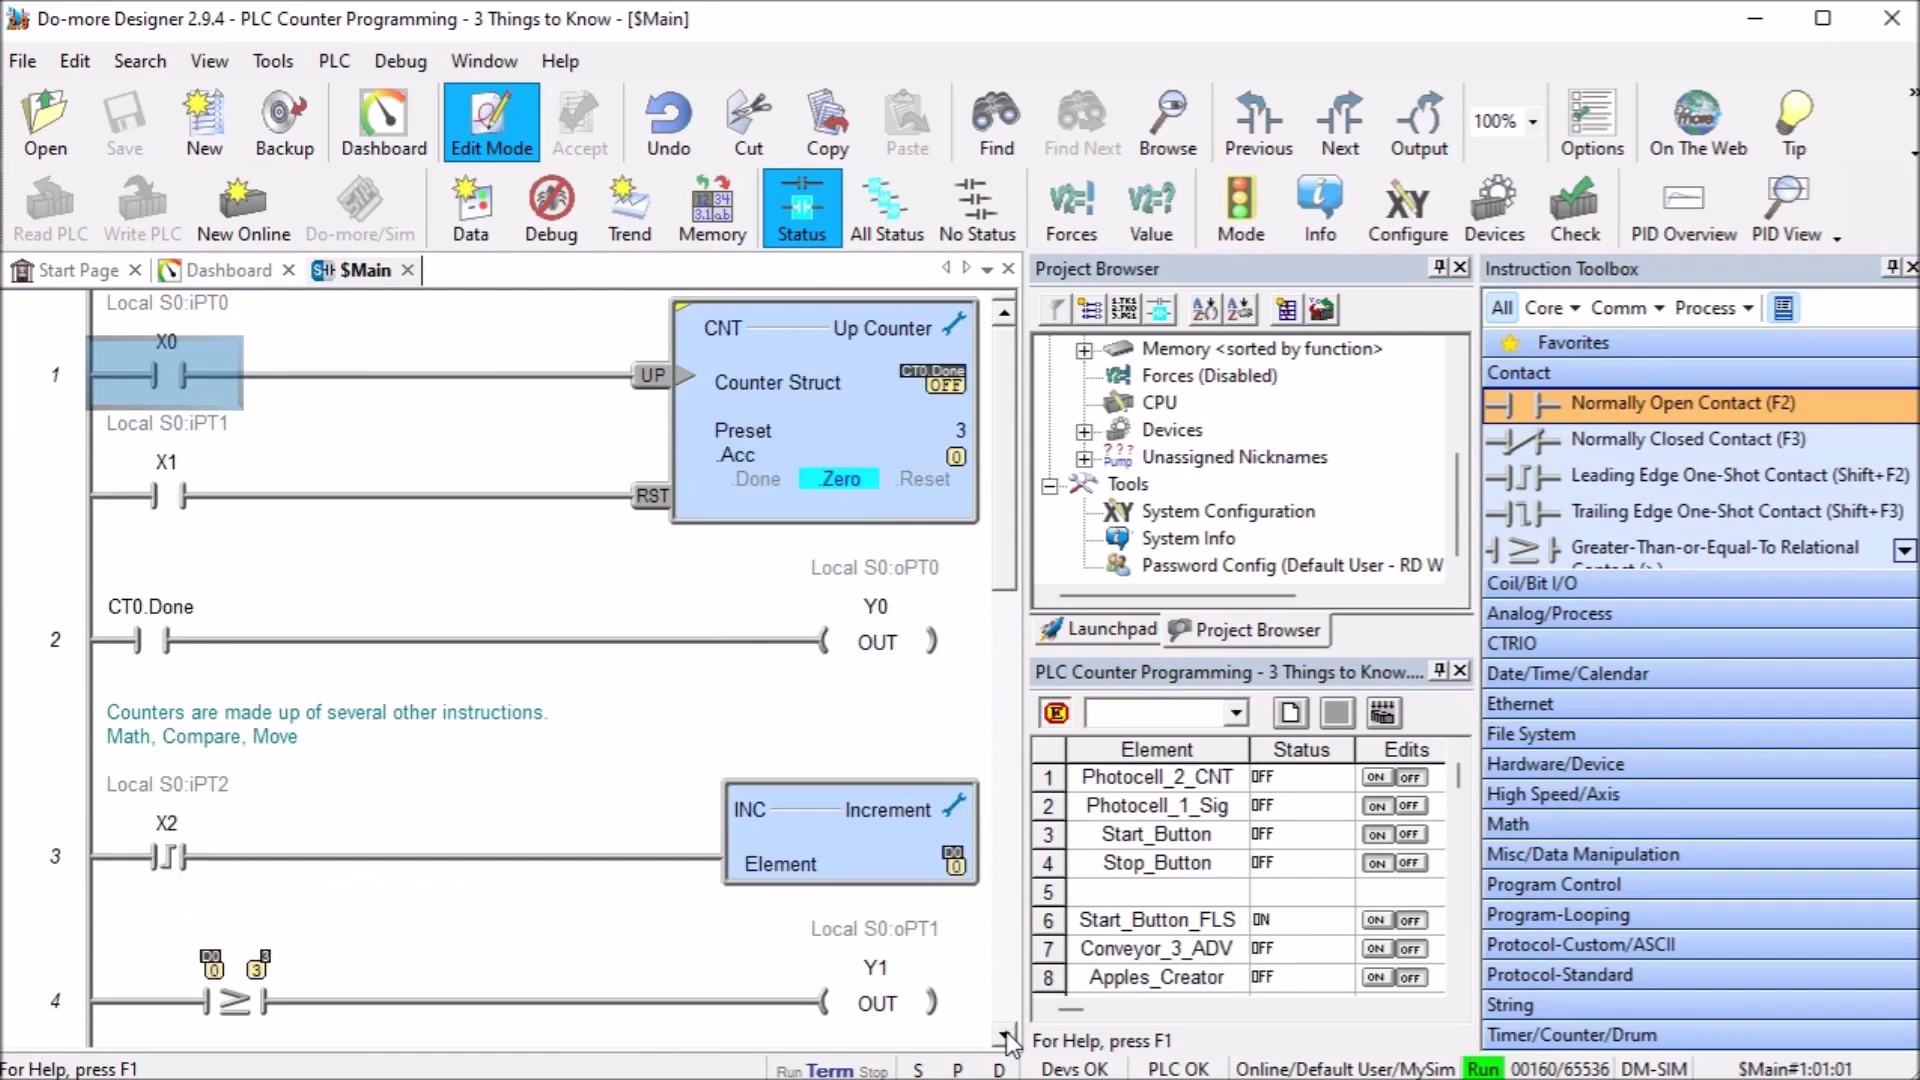 Do-more Designer 2.9.4 - PLC Counter Programming - 3 Things to Know - [$Main]
File Edit Search View Tools PLC Debug Window Help
Open Save New Backup Dashboard Edit Mode Accept Undo Cut Copy Paste Find Find Next Browse Previous Next Output 100% Options On The Web Tip
Read PLC Write PLC New Online Do-more/Sim Data Debug Trend Memory Status All Status No Status Forces Value Mode Info Configure Devices Check PID Overview PID View
Start Page Dashboard $Main
Local S0:iPT0
X0
1
UP
CNT Up Counter
Counter Struct
CT0.Done
OFF
Preset 3
.Acc 0
.Done .Zero .Reset
Local S0:iPT1
X1
RST
Local S0:oPT0
CT0.Done Y0
2 OUT
Counters are made up of several other instructions.
Math, Compare, Move
Local S0:iPT2
X2
3
INC Increment
Element
D0
0
Local S0:oPT1
D0 3 Y1
0 3
4 OUT
For Help, press F1
Run Term Stop S P D
Project Browser
Memory <sorted by function>
Forces (Disabled)
CPU
Devices
Unassigned Nicknames
Tools
System Configuration
System Info
Password Config (Default User - RD W
Launchpad Project Browser
PLC Counter Programming - 3 Things to Know....
Element Status Edits
1 Photocell_2_CNT OFF ON OFF
2 Photocell_1_Sig OFF ON OFF
3 Start_Button OFF ON OFF
4 Stop_Button OFF ON OFF
5
6 Start_Button_FLS ON ON OFF
7 Conveyor_3_ADV OFF ON OFF
8 Apples_Creator OFF ON OFF
For Help, press F1
Devs OK PLC OK Online/Default User/MySim Run 00160/65536 DM-SIM $Main#1:01:01
Instruction Toolbox
All Core Comm Process
Favorites
Contact
Normally Open Contact (F2)
Normally Closed Contact (F3)
Leading Edge One-Shot Contact (Shift+F2)
Trailing Edge One-Shot Contact (Shift+F3)
Greater-Than-or-Equal-To Relational
Coil/Bit I/O
Analog/Process
CTRIO
Date/Time/Calendar
Ethernet
File System
Hardware/Device
High Speed/Axis
Math
Misc/Data Manipulation
Program Control
Program-Looping
Protocol-Custom/ASCII
Protocol-Standard
String
Timer/Counter/Drum